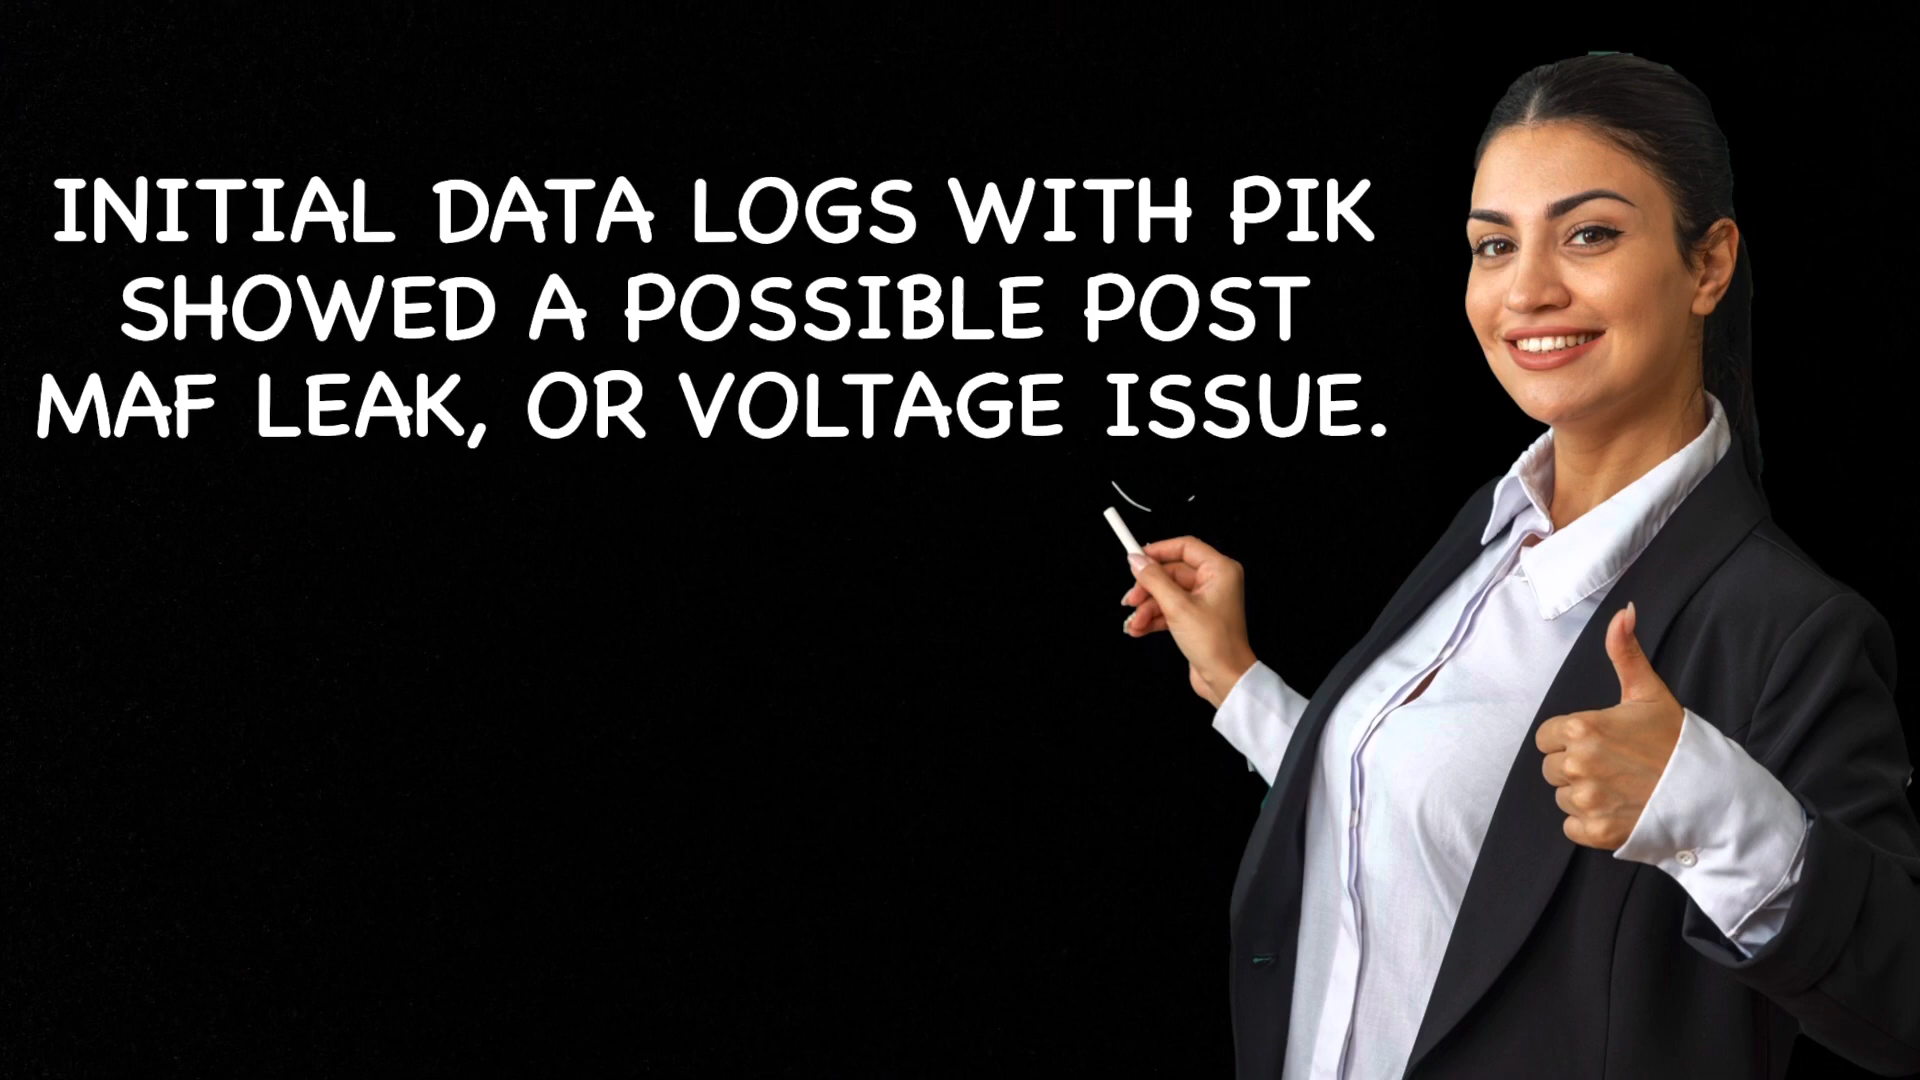 INITIAL DATA LOGS WITH PIK
SHOWED A POSSIBLE POST
MAF LEAK, OR VOLTAGE ISSUE.